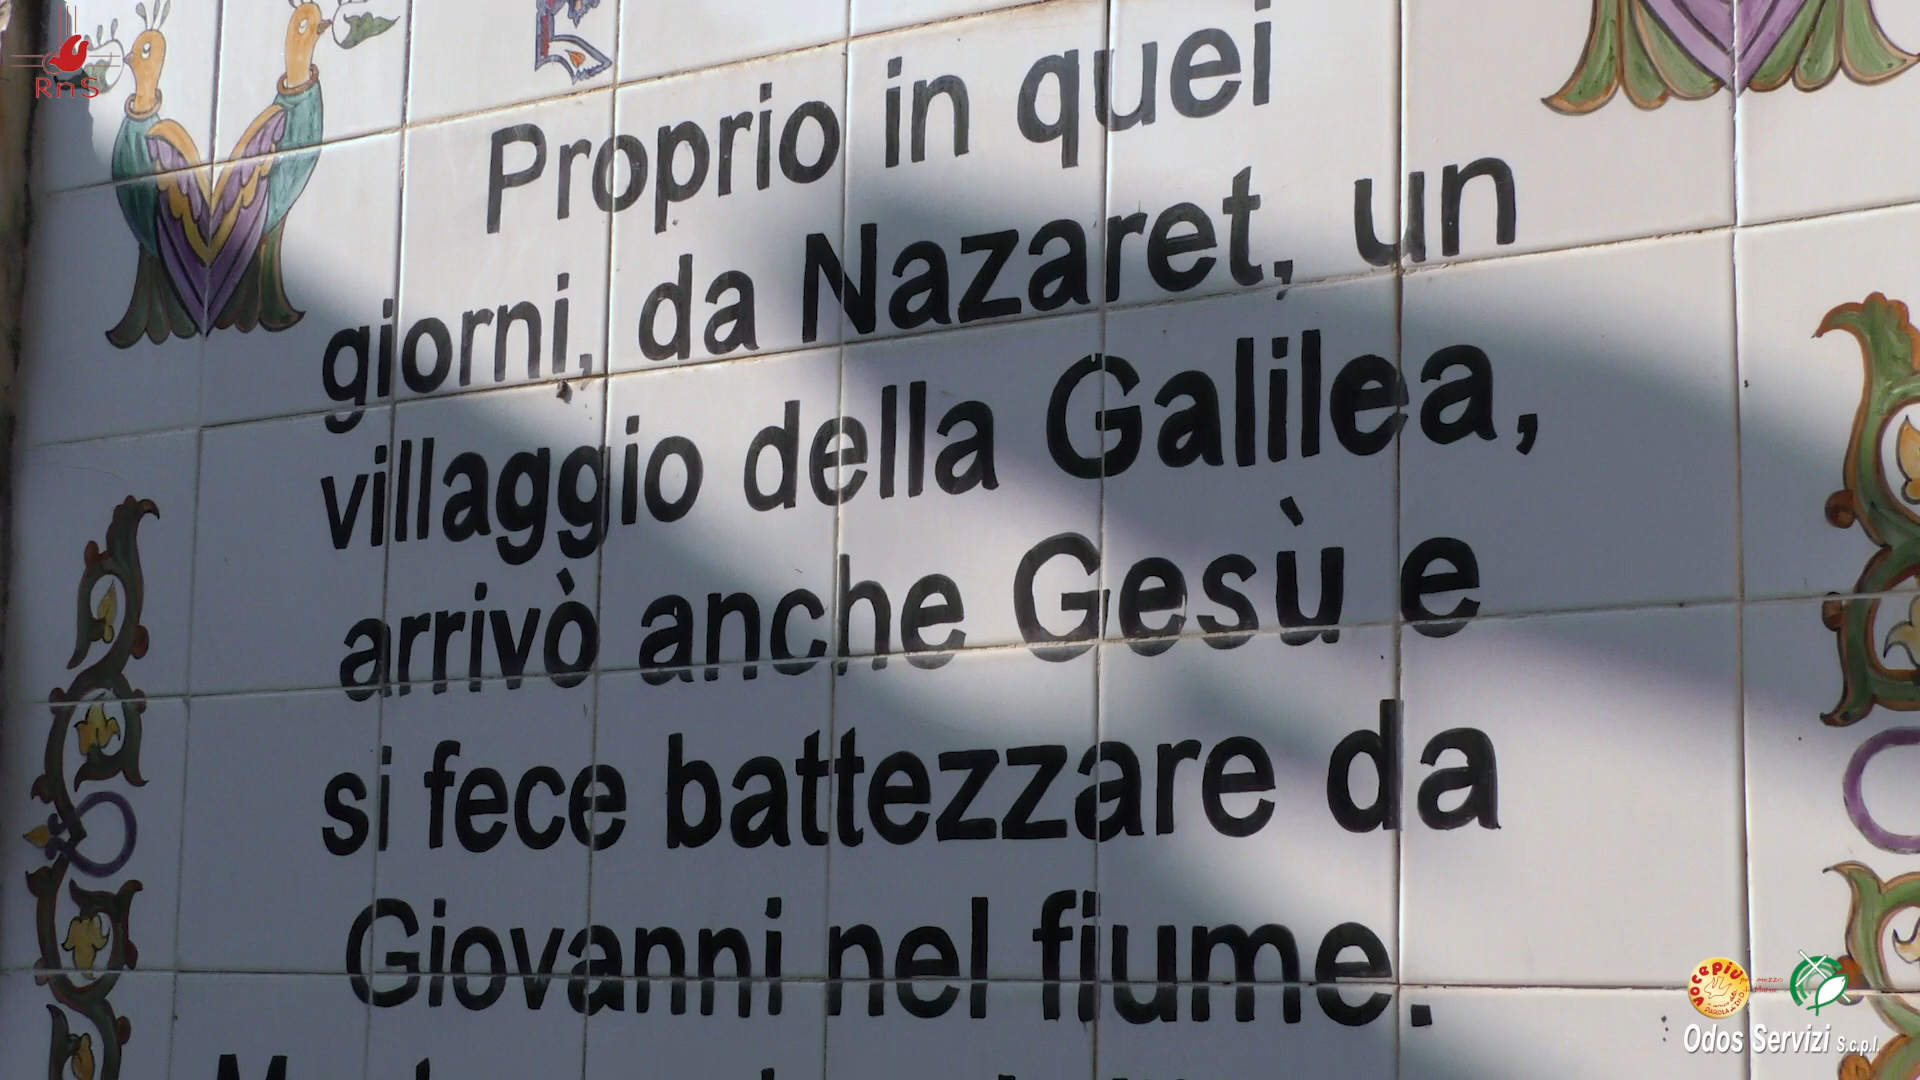 RnS
Proprio in quei
giorni, da Nazaret, un
villaggio della Galilea,
arrivò anche Gesù e
si fece battezzare da
Giovanni nel fiume.
vocepiù
Odos Servizi S.c.p.l.